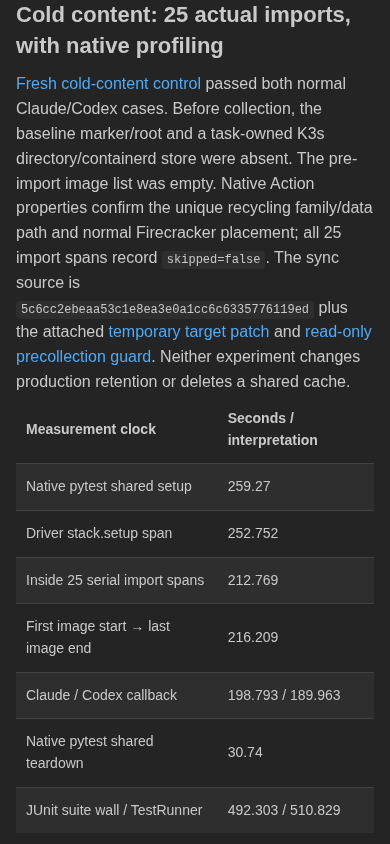 Cold content: 25 actual imports,
with native profiling
Fresh cold-content control passed both normal
Claude/Codex cases. Before collection, the
baseline marker/root and a task-owned K3s
directory/containerd store were absent. The pre-
import image list was empty. Native Action
properties confirm the unique recycling family/data
path and normal Firecracker placement; all 25
import spans record skipped=false. The sync
source is
5c6cc2ebeaa53c1e8ea3e0a1cc6c6335776119ed plus
the attached temporary target patch and read-only
precollection guard. Neither experiment changes
production retention or deletes a shared cache.
Measurement clock Seconds / interpretation
Native pytest shared setup 259.27
Driver stack.setup span 252.752
Inside 25 serial import spans 212.769
First image start → last image end 216.209
Claude / Codex callback 198.793 / 189.963
Native pytest shared teardown 30.74
JUnit suite wall / TestRunner 492.303 / 510.829